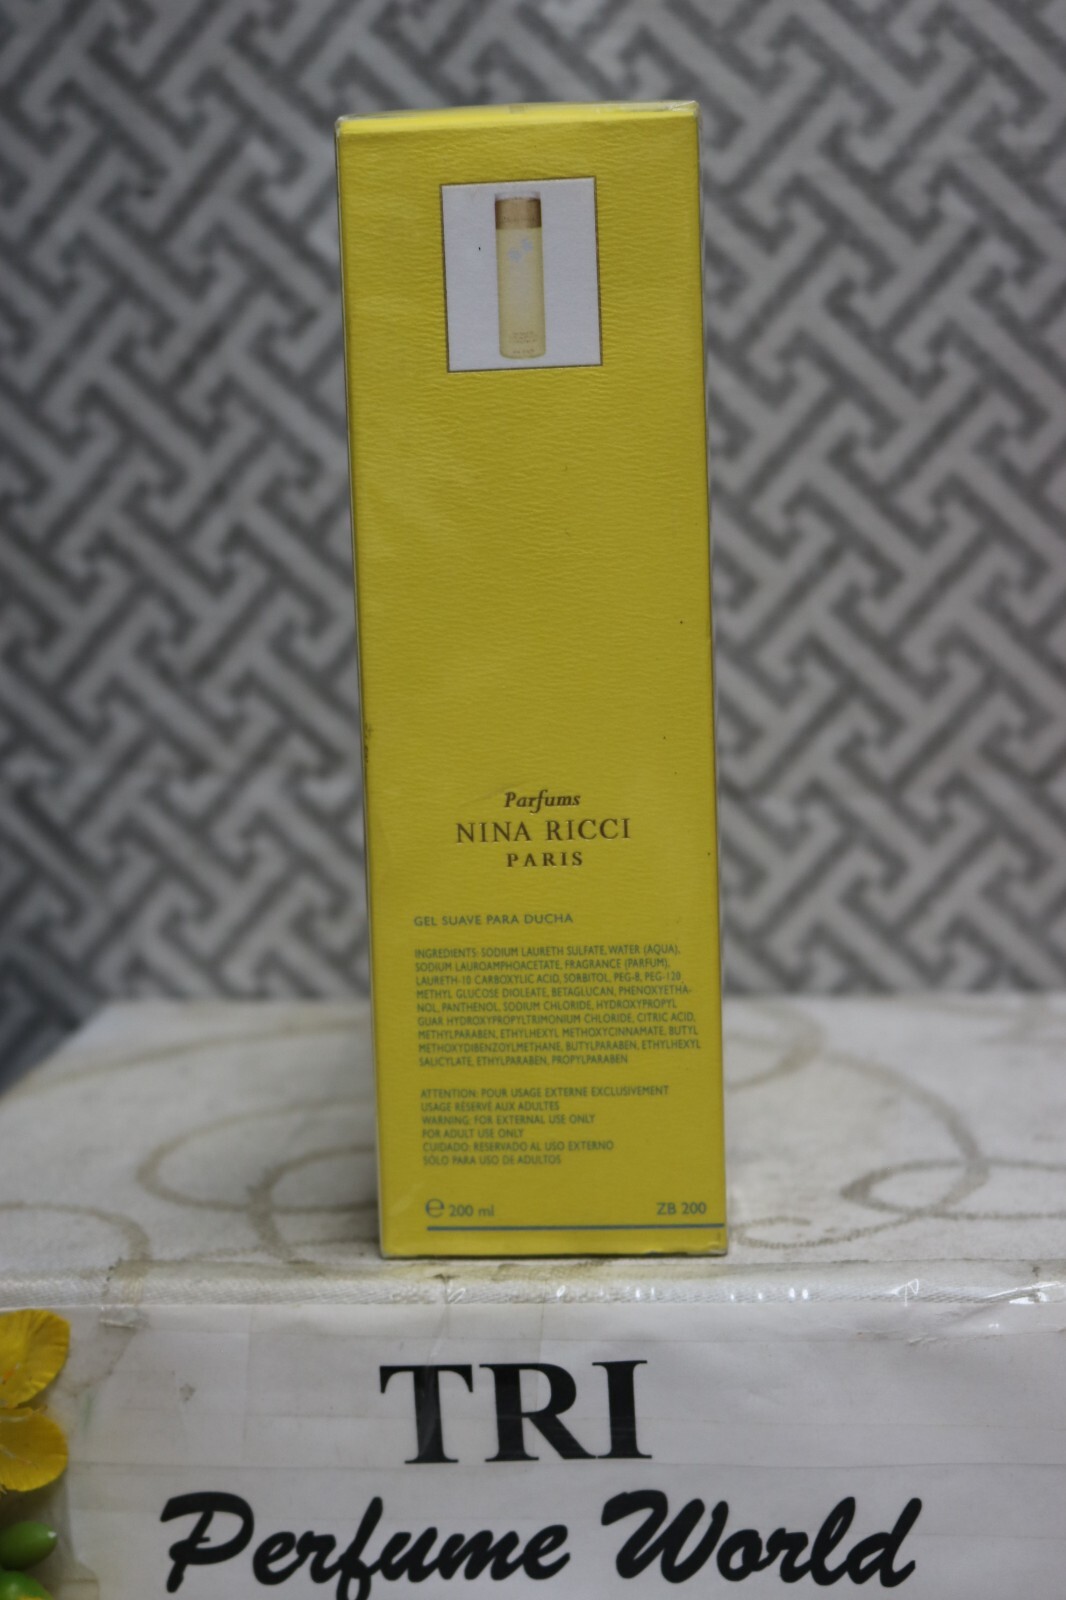 Parfums
NINA RICCI
PARIS
GEL SUAVE PARA DUCHA
INGREDIENTS: SODIUM LAURETH SULFATE, WATER (AQUA),
SODIUM LAUROAMPHOACETATE, FRAGRANCE (PARFUM),
LAURETH-10 CARBOXYLIC ACID, SORBITOL, PEG-8, PEG-120
METHYL GLUCOSE DIOLEATE, BETAGLUCAN, PHENOXYETHA-
NOL, PANTHENOL, SODIUM CHLORIDE, HYDROXYPROPYL
GUAR HYDROXYPROPYLTRIMONIUM CHLORIDE, CITRIC ACID,
METHYLPARABEN, ETHYLHEXYL METHOXYCINNAMATE, BUTYL
METHOXYDIBENZOYLMETHANE, BUTYLPARABEN, ETHYLHEXYL
SALICYLATE, ETHYLPARABEN, PROPYLPARABEN
ATTENTION: POUR USAGE EXTERNE EXCLUSIVEMENT
USAGE RÉSERVÉ AUX ADULTES
WARNING: FOR EXTERNAL USE ONLY
FOR ADULT USE ONLY
CUIDADO: RESERVADO AL USO EXTERNO
SÓLO PARA USO DE ADULTOS
℮ 200 ml ZB 200
TRI
Perfume World